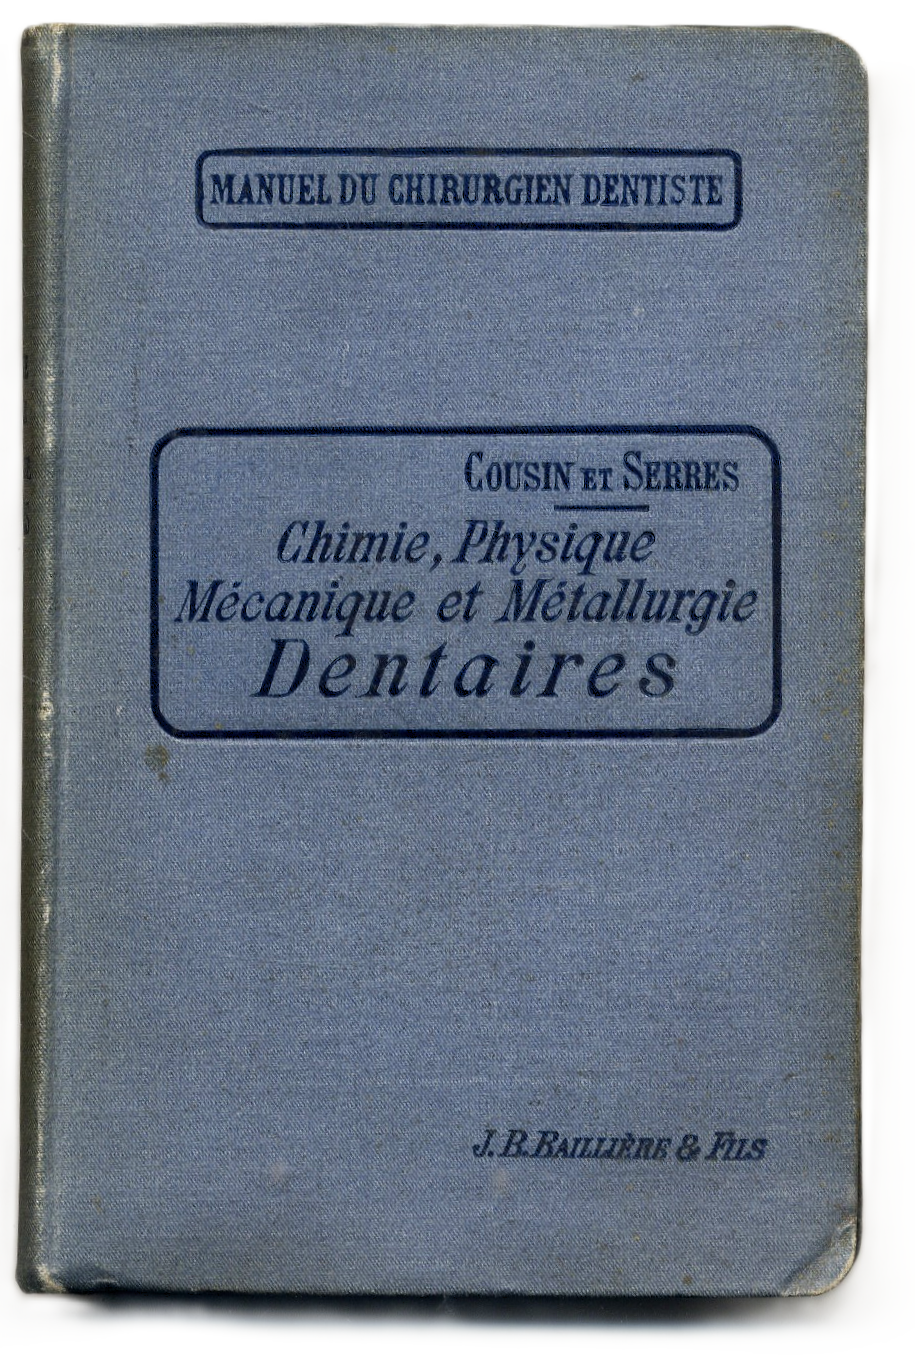 MANUEL DU CHIRURGIEN DENTISTE
COUSIN ET SERRES
Chimie, Physique
Mécanique et Métallurgie
Dentaires
J. B. BAILLIÈRE & FILS